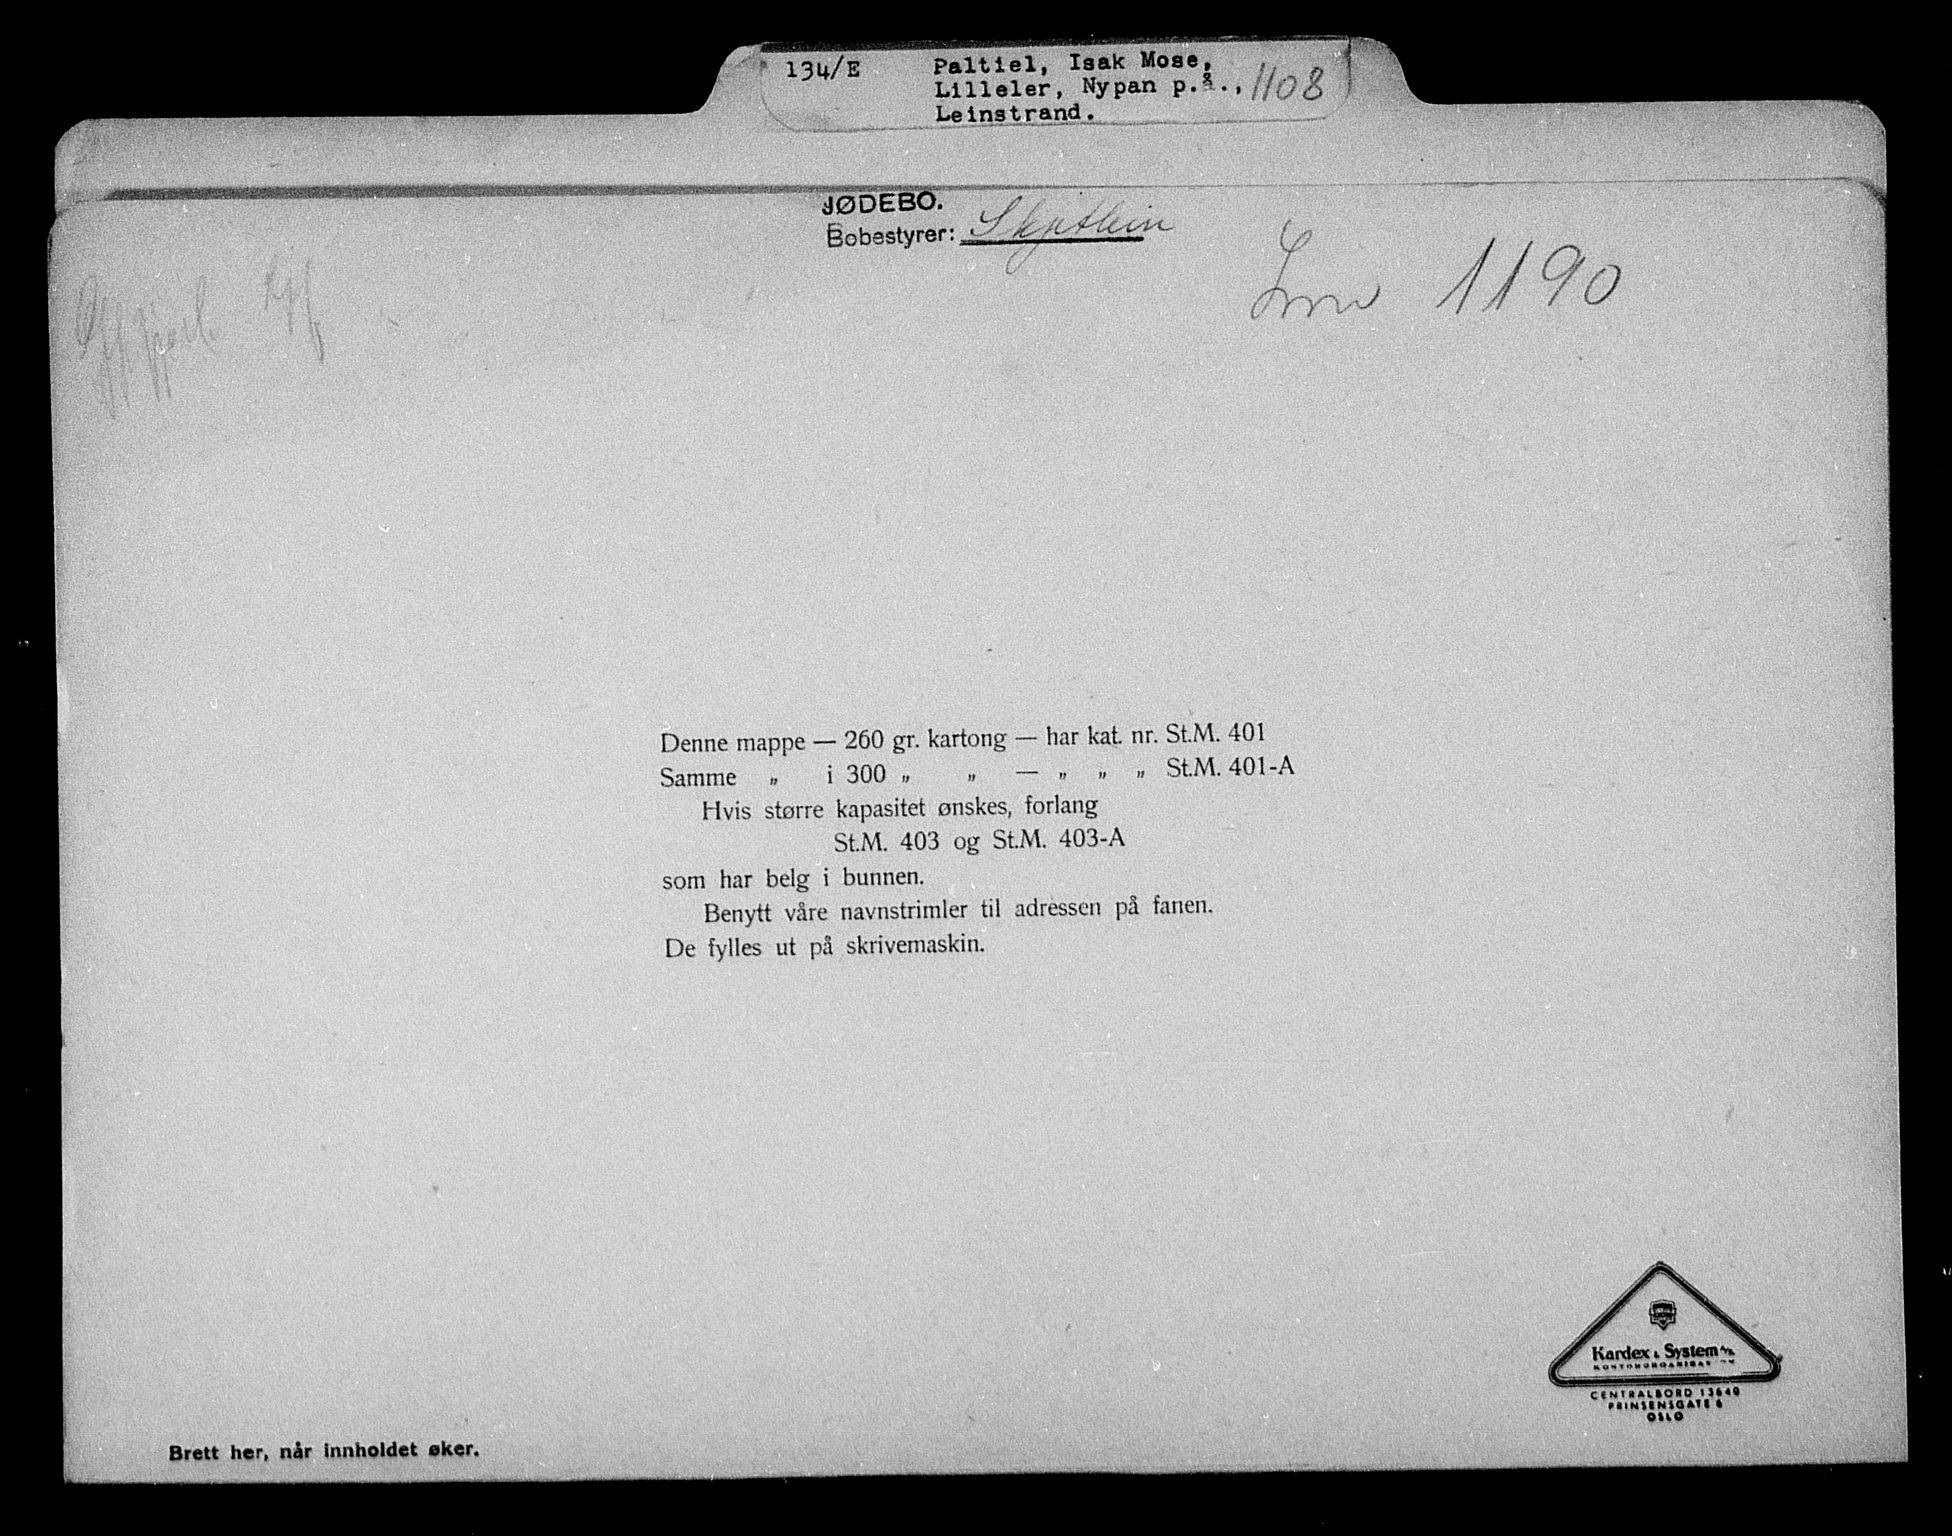 134/E Paltiel, Isak Mose,
Lilleler, Nypan p.å., 1108
Leinstrand.
JØDEBO.
Bobestyrer: Skjetlein
1190
Denne mappe — 260 gr. kartong — har kat. nr. St.M. 401
Samme „ i 300 „ „ — „ „ „ St.M. 401-A
Hvis større kapasitet ønskes, forlang
St.M. 403 og St.M. 403-A
som har belg i bunnen.
Benytt våre navnstrimler til adressen på fanen.
De fylles ut på skrivemaskin.
Kardex & System A/S
CENTRALBORD 13640
PRINSENSGATE 6
OSLO
Brett her, når innholdet øker.